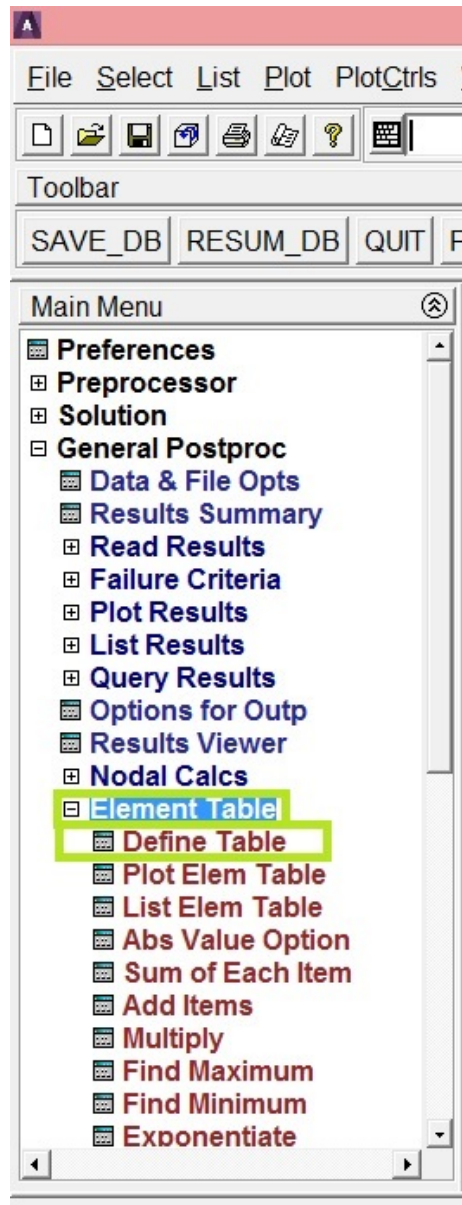 File Select List Plot PlotCtrls
Toolbar
SAVE_DB RESUM_DB QUIT
Main Menu
Preferences
Preprocessor
Solution
General Postproc
Data & File Opts
Results Summary
Read Results
Failure Criteria
Plot Results
List Results
Query Results
Options for Outp
Results Viewer
Nodal Calcs
Element Table
Define Table
Plot Elem Table
List Elem Table
Abs Value Option
Sum of Each Item
Add Items
Multiply
Find Maximum
Find Minimum
Exponentiate